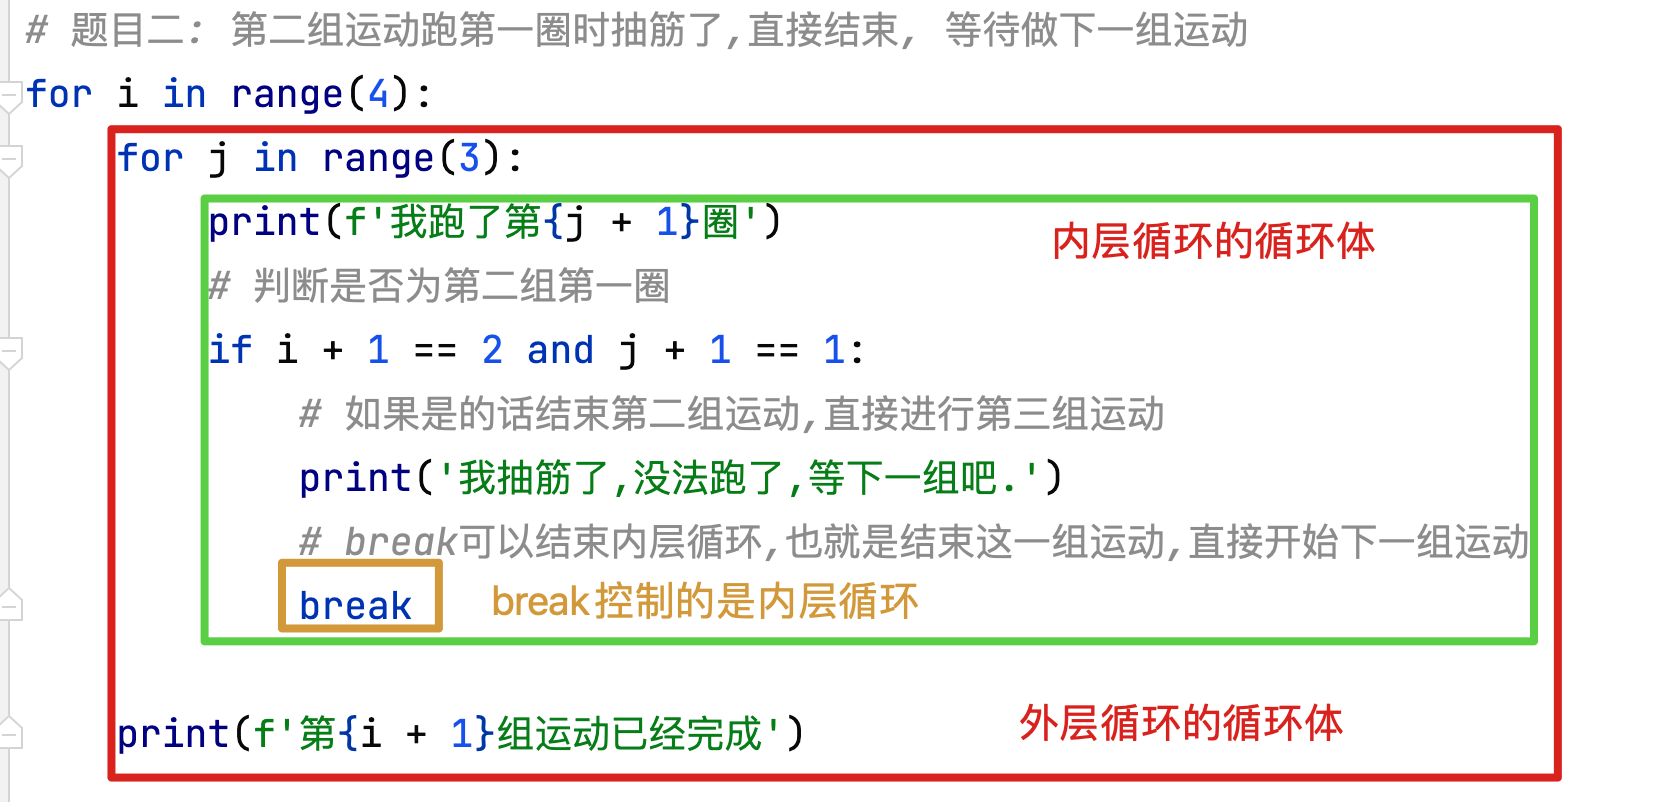 # 题目二: 第二组运动跑第一圈时抽筋了,直接结束, 等待做下一组运动
for i in range(4):
for j in range(3):
print(f'我跑了第{j + 1}圈')
内层循环的循环体
# 判断是否为第二组第一圈
if i + 1 == 2 and j + 1 == 1:
# 如果是的话结束第二组运动,直接进行第三组运动
print('我抽筋了,没法跑了,等下一组吧.')
# break可以结束内层循环,也就是结束这一组运动,直接开始下一组运动
break
break控制的是内层循环
print(f'第{i + 1}组运动已经完成')
外层循环的循环体